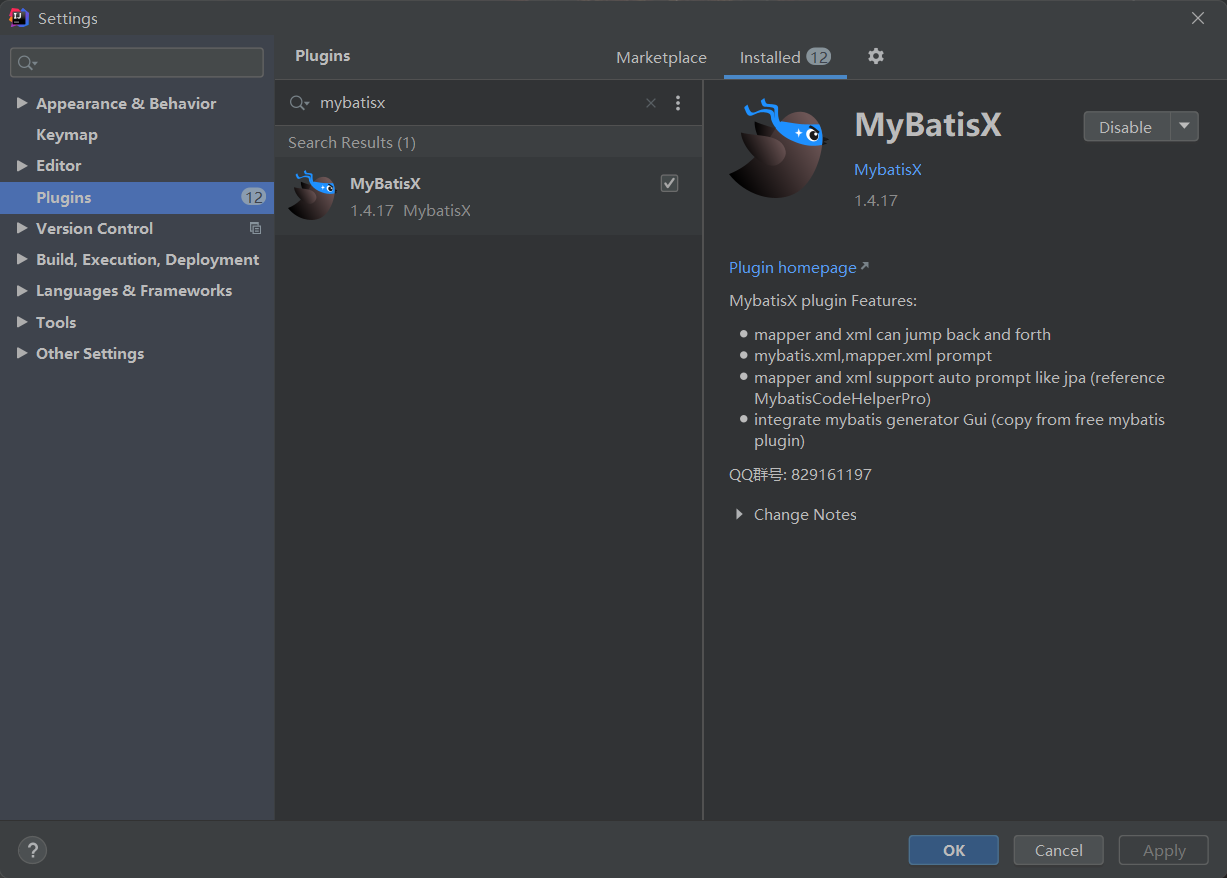 Settings
Plugins
Marketplace
Installed 12
Appearance & Behavior
Keymap
Editor
Plugins 12
Version Control
Build, Execution, Deployment
Languages & Frameworks
Tools
Other Settings
mybatisx
Search Results (1)
MyBatisX
1.4.17 MybatisX
MyBatisX
Disable
MybatisX
1.4.17
Plugin homepage
MybatisX plugin Features:
mapper and xml can jump back and forth
mybatis.xml,mapper.xml prompt
mapper and xml support auto prompt like jpa (reference
MybatisCodeHelperPro)
integrate mybatis generator Gui (copy from free mybatis
plugin)
QQ群号: 829161197
Change Notes
?
OK
Cancel
Apply